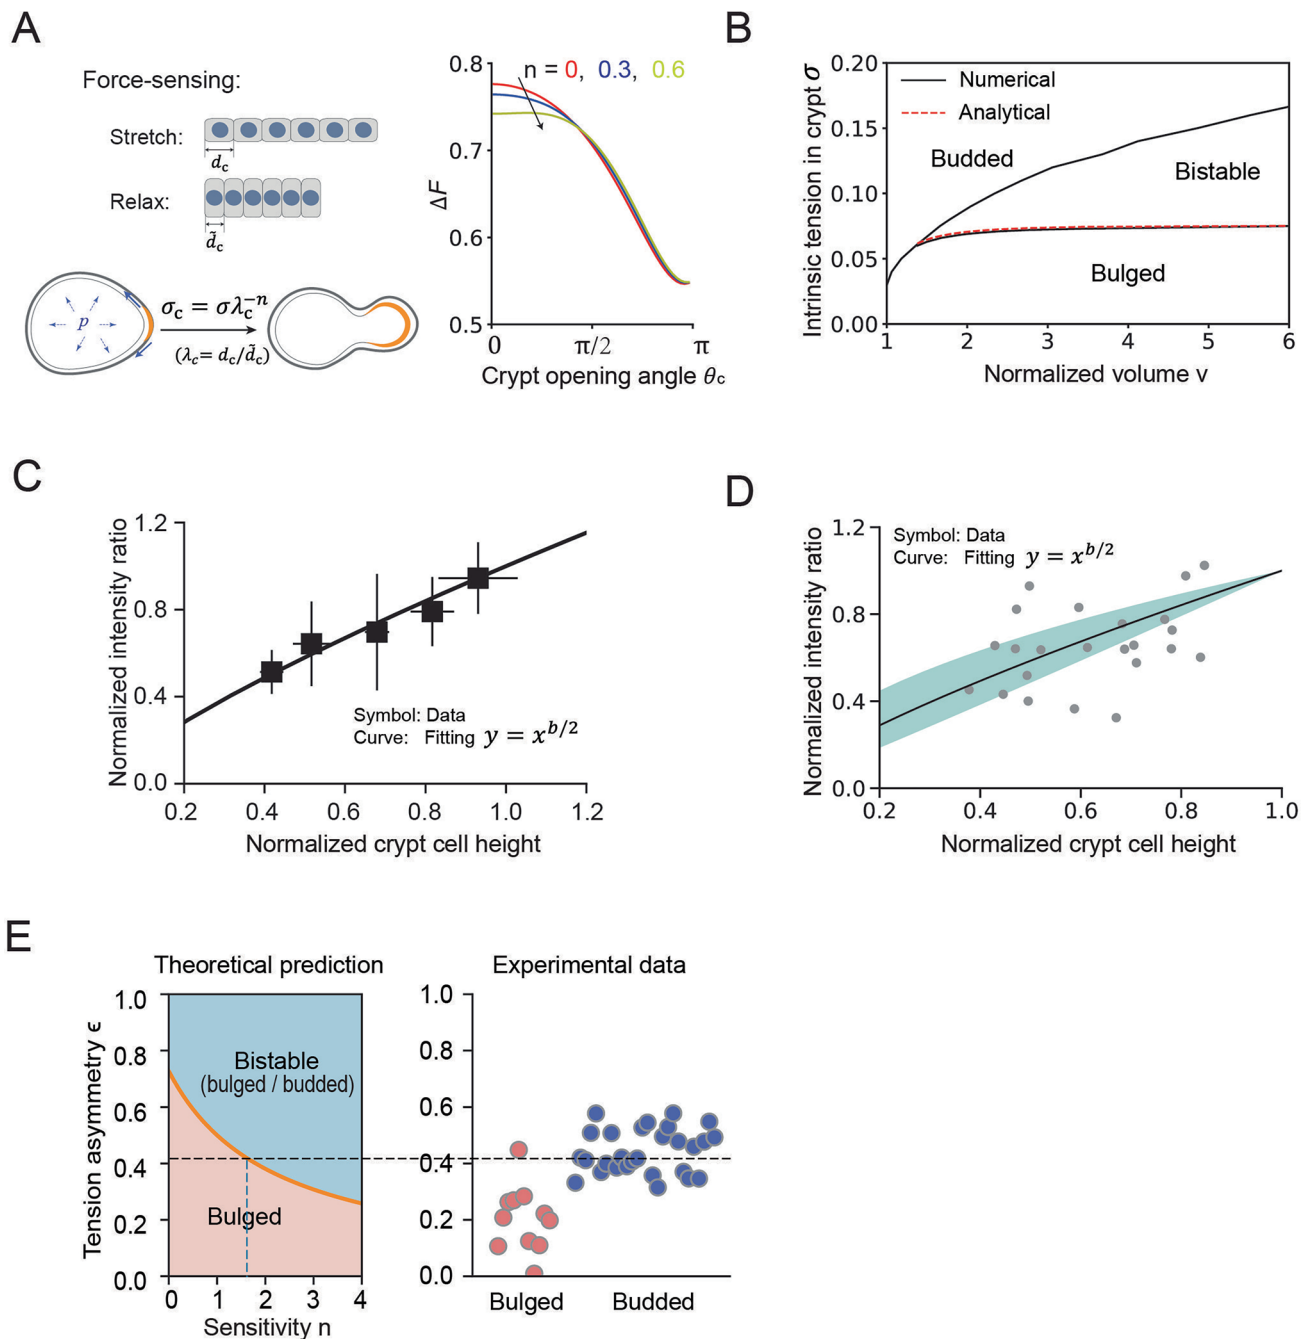 A
Force-sensing:
Stretch:
d_c
Relax:
d̃_c
p
σ_c = σλ_c^{-n}
(λ_c = d_c/d̃_c)
n = 0, 0.3, 0.6
0.8
0.7
0.6
0.5
ΔF
0
π/2
π
Crypt opening angle θ_c
B
Intrinsic tension in crypt σ
0.20
0.15
0.10
0.05
0.00
Numerical
Analytical
Budded
Bistable
Bulged
1 2 3 4 5 6
Normalized volume v
C
Normalized intensity ratio
1.2
0.8
0.4
0.0
Symbol: Data
Curve: Fitting y = x^{b/2}
0.2 0.4 0.6 0.8 1.0 1.2
Normalized crypt cell height
D
Normalized intensity ratio
1.2
0.8
0.4
0.0
Symbol: Data
Curve: Fitting y = x^{b/2}
0.2 0.4 0.6 0.8 1.0
Normalized crypt cell height
E
Theoretical prediction
Tension asymmetry ϵ
1.0
0.8
0.6
0.4
0.2
0.0
Bistable
(bulged / budded)
Bulged
0 1 2 3 4
Sensitivity n
Experimental data
1.0
0.8
0.6
0.4
0.2
0.0
Bulged Budded